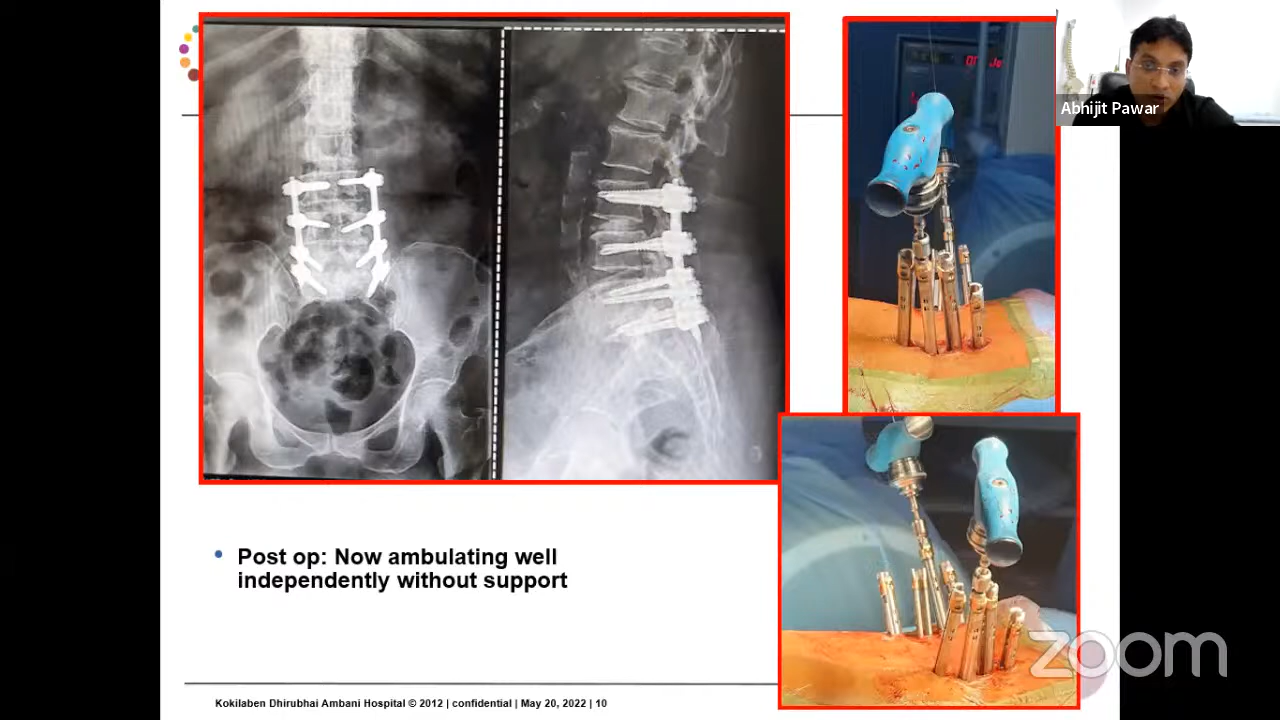 Abhijit Pawar
• Post op: Now ambulating well
independently without support
zoom
Kokilaben Dhirubhai Ambani Hospital © 2012 | confidential | May 20, 2022 | 10